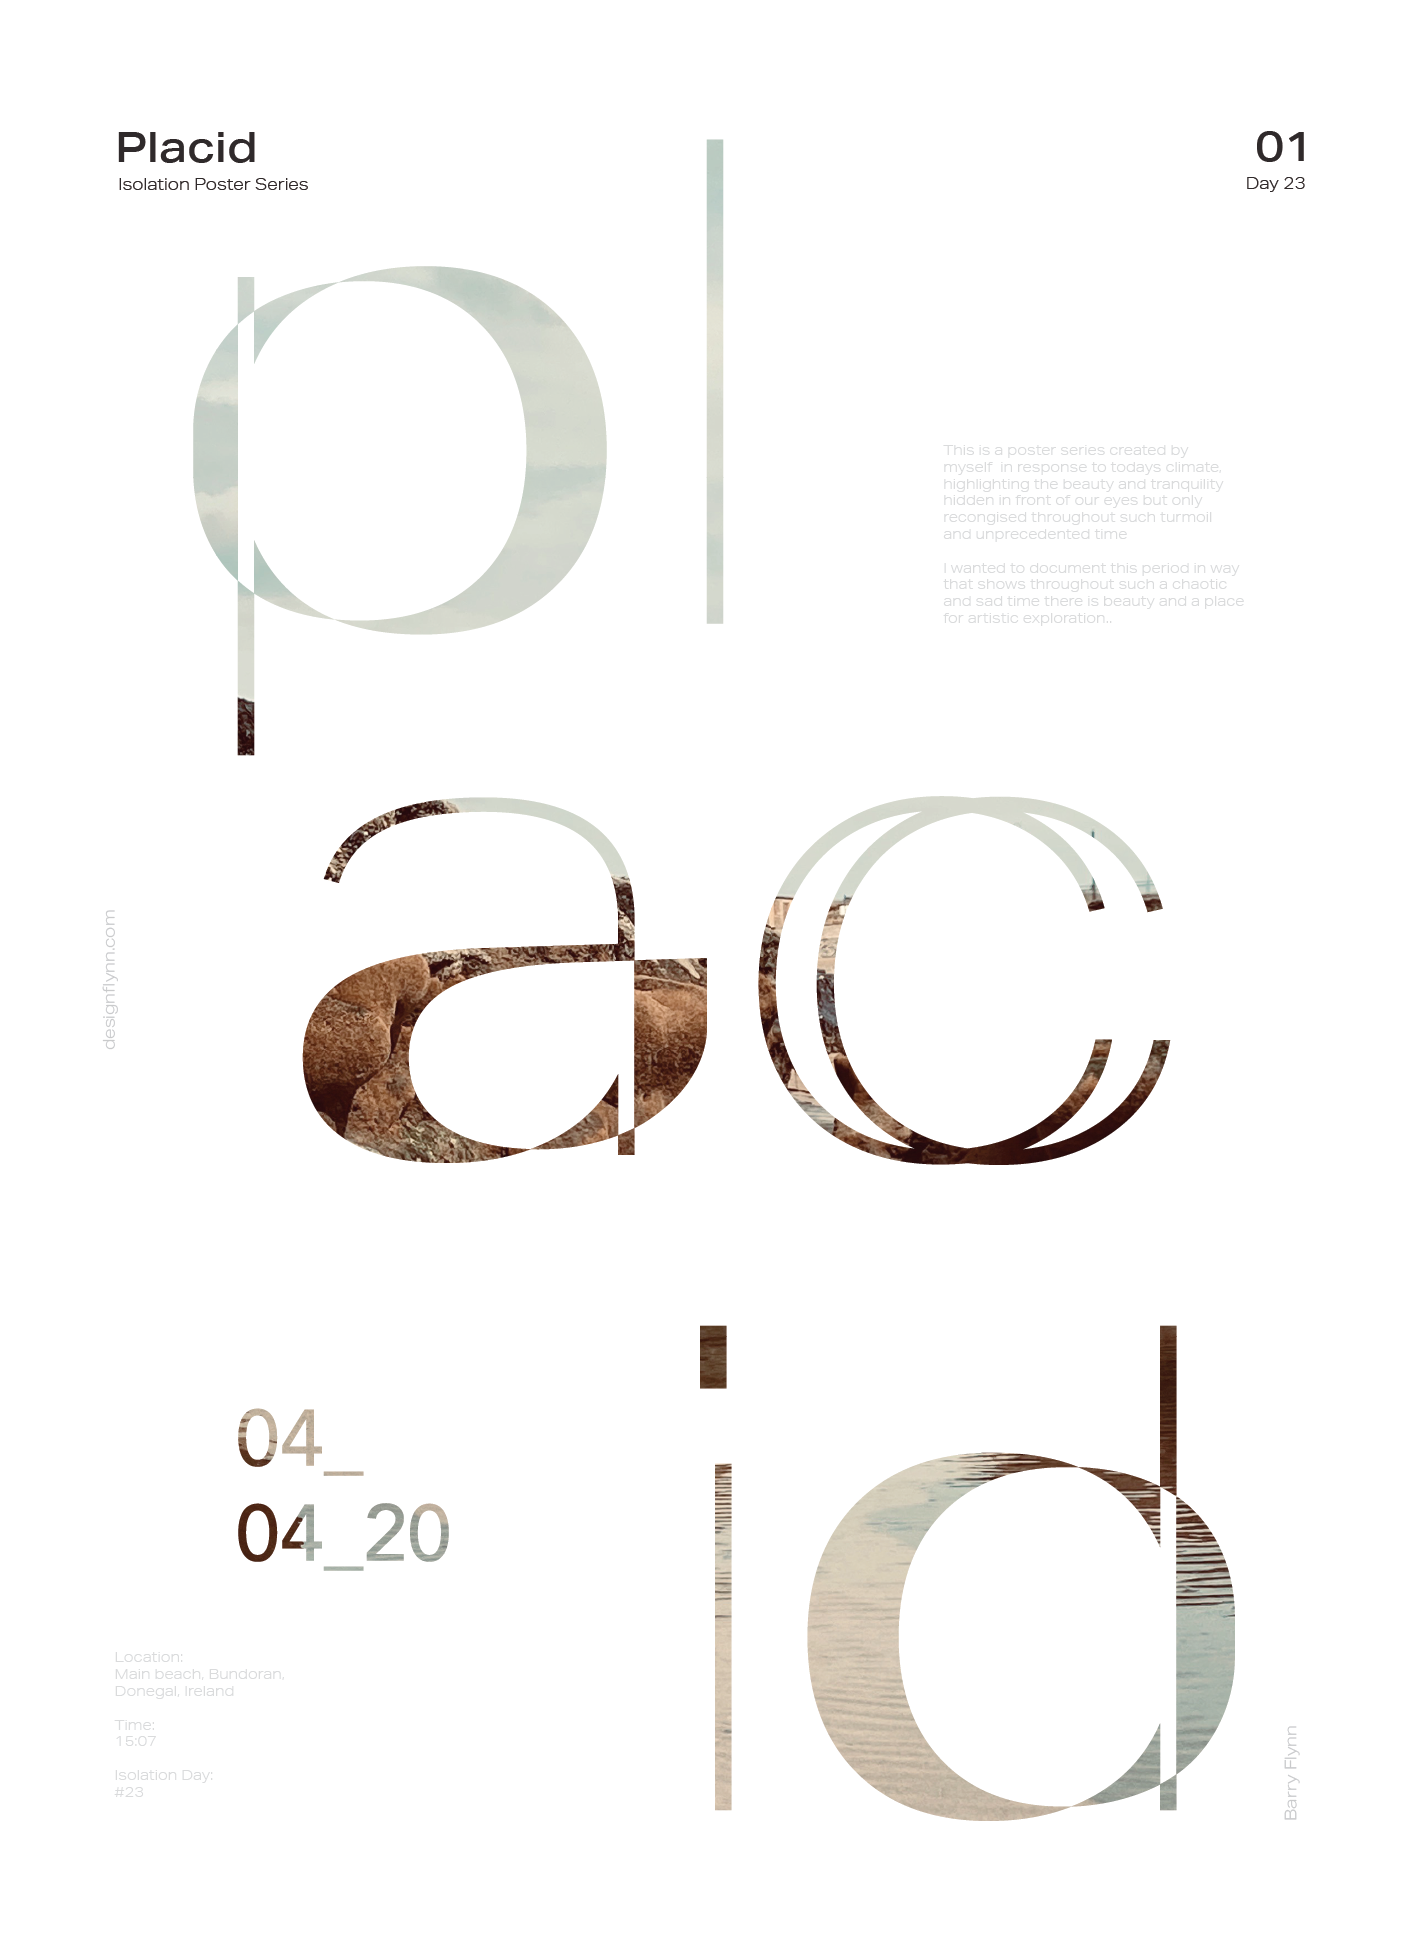 Placid
Isolation Poster Series
01
Day 23
pl
This is a poster series created by
myself  in response to todays climate,
highlighting the beauty and tranquility
hidden in front of our eyes but only
recongised throughout such turmoil
and unprecedented time
I wanted to document this period in way
that shows throughout such a chaotic
and sad time there is beauty and a place
for artistic exploration..
ac
designflynn.com
id
04_
04_20
Location:
Main beach, Bundoran,
Donegal, Ireland
Time:
15:07
Isolation Day:
#23
Barry Flynn